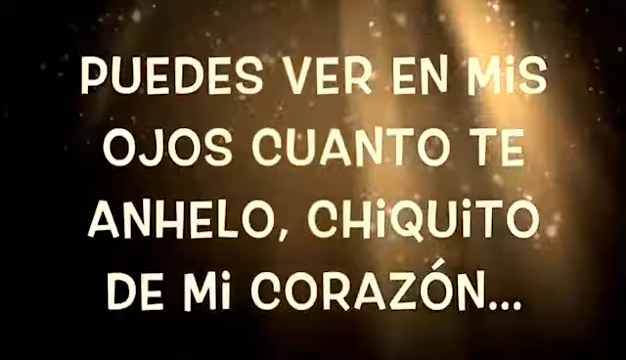 PUEDES VER EN MiS
OJOS CUANTO TE
ANHELO, CHiQUiTO
DE Mi CORAZÓN...